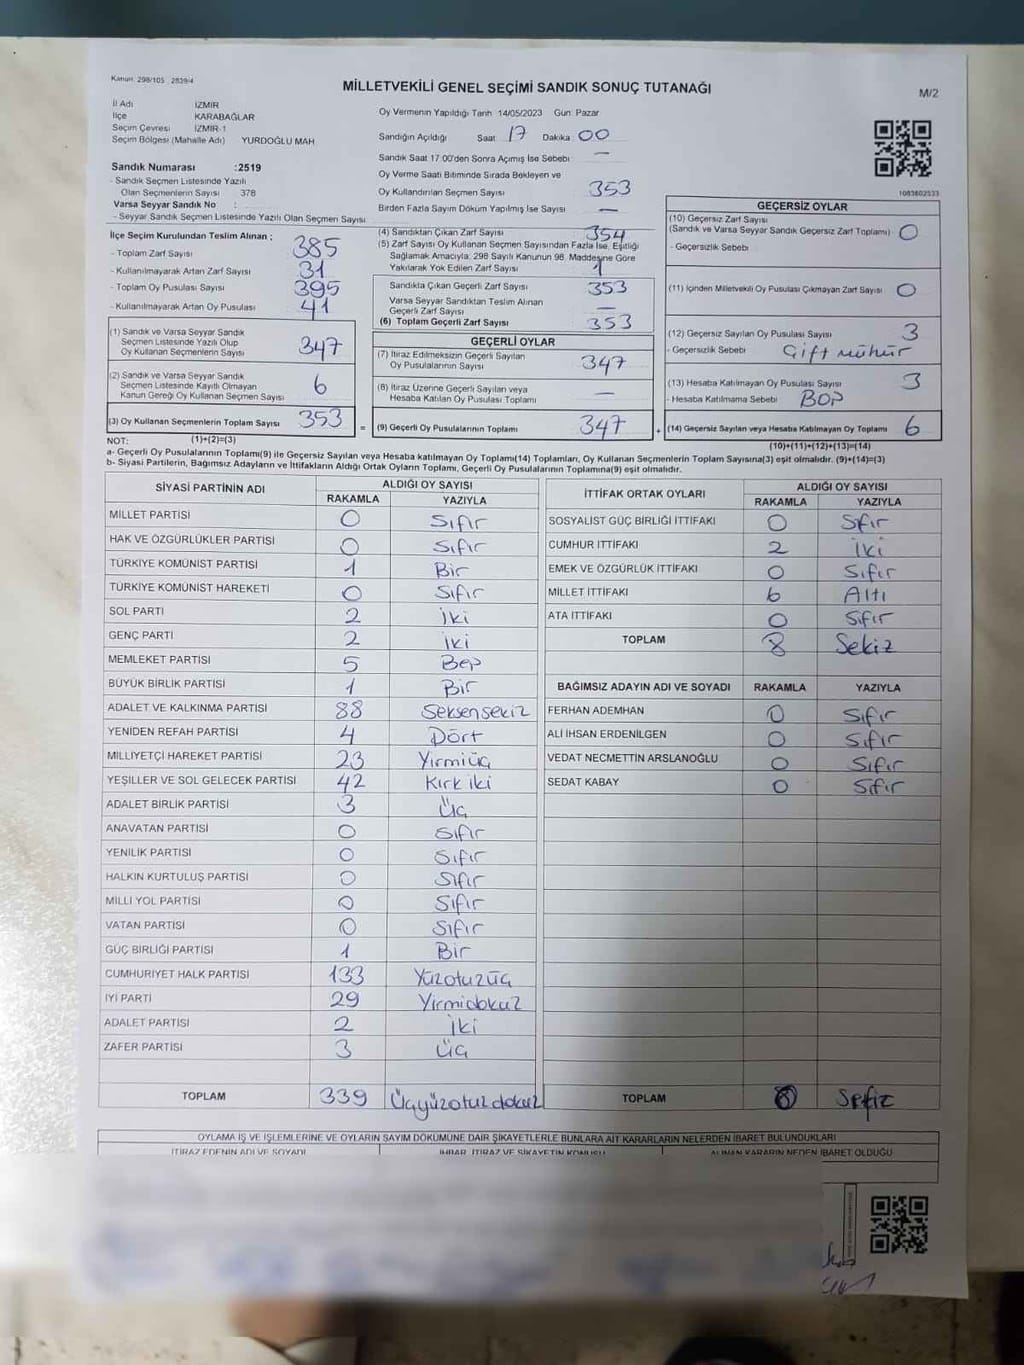 Kanun: 298/105 2839/4
MİLLETVEKİLİ GENEL SEÇİMİ SANDIK SONUÇ TUTANAĞI
M/2
İl Adı İZMİR
İlçe KARABAĞLAR
Seçim Çevresi İZMİR-1
Seçim Bölgesi (Mahalle Adı) YURDOĞLU MAH
Sandık Numarası :2519
- Sandık Seçmen Listesinde Yazılı
Olan Seçmenlerin Sayısı 378
Varsa Seyyar Sandık No :
- Seyyar Sandık Seçmen Listesinde Yazılı Olan Seçmen Sayısı
Oy Vermenin Yapıldığı Tarih 14/05/2023 Gün: Pazar
Sandığın Açıldığı Saat 17 Dakika 00
Sandık Saat 17:00'den Sonra Açımış İse Sebebi —
Oy Verme Saati Bitiminde Sırada Bekleyen ve
Oy Kullandırılan Seçmen Sayısı 353
Birden Fazla Sayım Döküm Yapılmış İse Sayısı —
1083602533
İlçe Seçim Kurulundan Teslim Alınan ;
- Toplam Zarf Sayısı 385
- Kullanılmayarak Artan Zarf Sayısı 31
- Toplam Oy Pusulası Sayısı 395
- Kullanılmayarak Artan Oy Pusulası 41
(4) Sandıktan Çıkan Zarf Sayısı 354
(5) Zarf Sayısı Oy Kullanan Seçmen Sayısından Fazla İse, Eşitliği
Sağlamak Amacıyla; 298 Sayılı Kanunun 98. Maddesine Göre
Yakılarak Yok Edilen Zarf Sayısı 1
Sandıkla Çıkan Geçerli Zarf Sayısı 353
Varsa Seyyar Sandıktan Teslim Alınan
Geçerli Zarf Sayısı —
(6) Toplam Geçerli Zarf Sayısı 353
GEÇERSİZ OYLAR
(10) Geçersiz Zarf Sayısı
(Sandık ve Varsa Seyyar Sandık Geçersiz Zarf Toplamı) 0
- Geçersizlik Sebebi
(11) İçinden Milletvekili Oy Pusulası Çıkmayan Zarf Sayısı 0
(12) Geçersiz Sayılan Oy Pusulası Sayısı 3
- Geçersizlik Sebebi Çift mühür
(13) Hesaba Katılmayan Oy Pusulası Sayısı 3
- Hesaba Katılmama Sebebi BOP
(14) Geçersiz Sayılan veya Hesaba Katılmayan Oy Toplamı 6
(10)+(11)+(12)+(13)=(14)
(1) Sandık ve Varsa Seyyar Sandık
Seçmen Listesinde Yazılı Olup
Oy Kullanan Seçmenlerin Sayısı 347
(2) Sandık ve Varsa Seyyar Sandık
Seçmen Listesinde Kayıtlı Olmayan
Kanun Gereği Oy Kullanan Seçmen Sayısı 6
(3) Oy Kullanan Seçmenlerin Toplam Sayısı 353
(1)+(2)=(3)
GEÇERLİ OYLAR
(7) İtiraz Edilmeksizin Geçerli Sayılan
Oy Pusulalarının Sayısı 347
(8) İtiraz Üzerine Geçerli Sayılan veya
Hesaba Katılan Oy Pusulası Toplamı —
= (9) Geçerli Oy Pusulalarının Toplamı 347 +
NOT:
a- Geçerli Oy Pusulalarının Toplamı(9) ile Geçersiz Sayılan veya Hesaba katılmayan Oy Toplamı(14) Toplamları, Oy Kullanan Seçmenlerin Toplam Sayısına(3) eşit olmalıdır. (9)+(14)=(3)
b- Siyasi Partilerin, Bağımsız Adayların ve İttifakların Aldığı Ortak Oyların Toplamı, Geçerli Oy Pusulalarının Toplamına(9) eşit olmalıdır.
SİYASİ PARTİNİN ADI ALDIĞI OY SAYISI
RAKAMLA YAZIYLA
MİLLET PARTİSİ 0 Sıfır
HAK VE ÖZGÜRLÜKLER PARTİSİ 0 Sıfır
TÜRKİYE KOMÜNİST PARTİSİ 1 Bir
TÜRKİYE KOMÜNİST HAREKETİ 0 Sıfır
SOL PARTİ 2 İki
GENÇ PARTİ 2 İki
MEMLEKET PARTİSİ 5 Beş
BÜYÜK BİRLİK PARTİSİ 1 Bir
ADALET VE KALKINMA PARTİSİ 88 Seksensekiz
YENİDEN REFAH PARTİSİ 4 Dört
MİLLİYETÇİ HAREKET PARTİSİ 23 Yirmiüç
YEŞİLLER VE SOL GELECEK PARTİSİ 42 Kırk iki
ADALET BİRLİK PARTİSİ 3 Üç
ANAVATAN PARTİSİ 0 Sıfır
YENİLİK PARTİSİ 0 Sıfır
HALKIN KURTULUŞ PARTİSİ 0 Sıfır
MİLLİ YOL PARTİSİ 0 Sıfır
VATAN PARTİSİ 0 Sıfır
GÜÇ BİRLİĞİ PARTİSİ 1 Bir
CUMHURİYET HALK PARTİSİ 133 Yüzotuzüç
İYİ PARTİ 29 Yirmidokuz
ADALET PARTİSİ 2 İki
ZAFER PARTİSİ 3 Üç
TOPLAM 339 Üçyüzotuzdokuz
İTTİFAK ORTAK OYLARI ALDIĞI OY SAYISI
RAKAMLA YAZIYLA
SOSYALİST GÜÇ BİRLİĞİ İTTİFAKI 0 Sfır
CUMHUR İTTİFAKI 2 İki
EMEK VE ÖZGÜRLÜK İTTİFAKI 0 Sıfır
MİLLET İTTİFAKI 6 Altı
ATA İTTİFAKI 0 Sıfır
TOPLAM 8 Sekiz
BAĞIMSIZ ADAYIN ADI VE SOYADI RAKAMLA YAZIYLA
FERHAN ADEMHAN 0 Sıfır
ALİ İHSAN ERDENİLGEN 0 Sıfır
VEDAT NECMETTİN ARSLANOĞLU 0 Sıfır
SEDAT KABAY 0 Sıfır
TOPLAM 8 Sekiz
OYLAMA İŞ VE İŞLEMLERİNE VE OYLARIN SAYIM DÖKÜMÜNE DAİR ŞİKAYETLERLE BUNLARA AİT KARARLARIN NELERDEN İBARET BULUNDUKLARI
İTİRAZ EDENİN ADI VE SOYADI İHBAR, İTİRAZ VE ŞİKAYETİN KONUSU ALINAN KARARIN NEDEN İBARET OLDUĞU